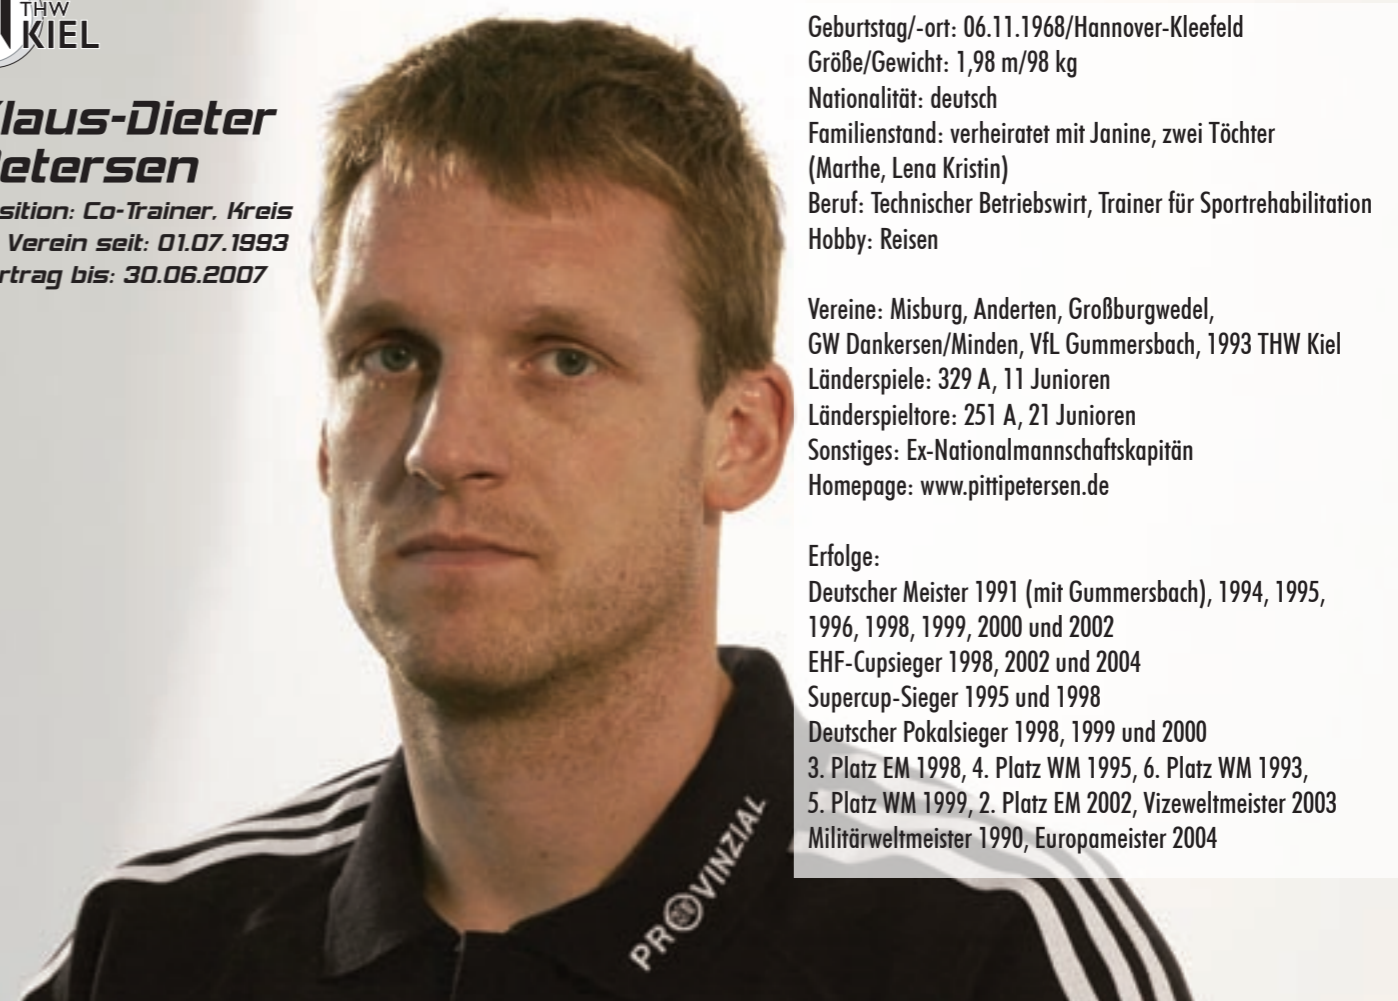 THW
KIEL
Klaus-Dieter
Petersen
sition: Co-Trainer, Kreis
Verein seit: 01.07.1993
rtrag bis: 30.06.2007
Geburtstag/-ort: 06.11.1968/Hannover-Kleefeld
Größe/Gewicht: 1,98 m/98 kg
Nationalität: deutsch
Familienstand: verheiratet mit Janine, zwei Töchter
(Marthe, Lena Kristin)
Beruf: Technischer Betriebswirt, Trainer für Sportrehabilitation
Hobby: Reisen
Vereine: Misburg, Anderten, Großburgwedel,
GW Dankersen/Minden, VfL Gummersbach, 1993 THW Kiel
Länderspiele: 329 A, 11 Junioren
Länderspieltore: 251 A, 21 Junioren
Sonstiges: Ex-Nationalmannschaftskapitän
Homepage: www.pittipetersen.de
Erfolge:
Deutscher Meister 1991 (mit Gummersbach), 1994, 1995,
1996, 1998, 1999, 2000 und 2002
EHF-Cupsieger 1998, 2002 und 2004
Supercup-Sieger 1995 und 1998
Deutscher Pokalsieger 1998, 1999 und 2000
3. Platz EM 1998, 4. Platz WM 1995, 6. Platz WM 1993,
5. Platz WM 1999, 2. Platz EM 2002, Vizeweltmeister 2003
Militärweltmeister 1990, Europameister 2004
PROVINZIAL